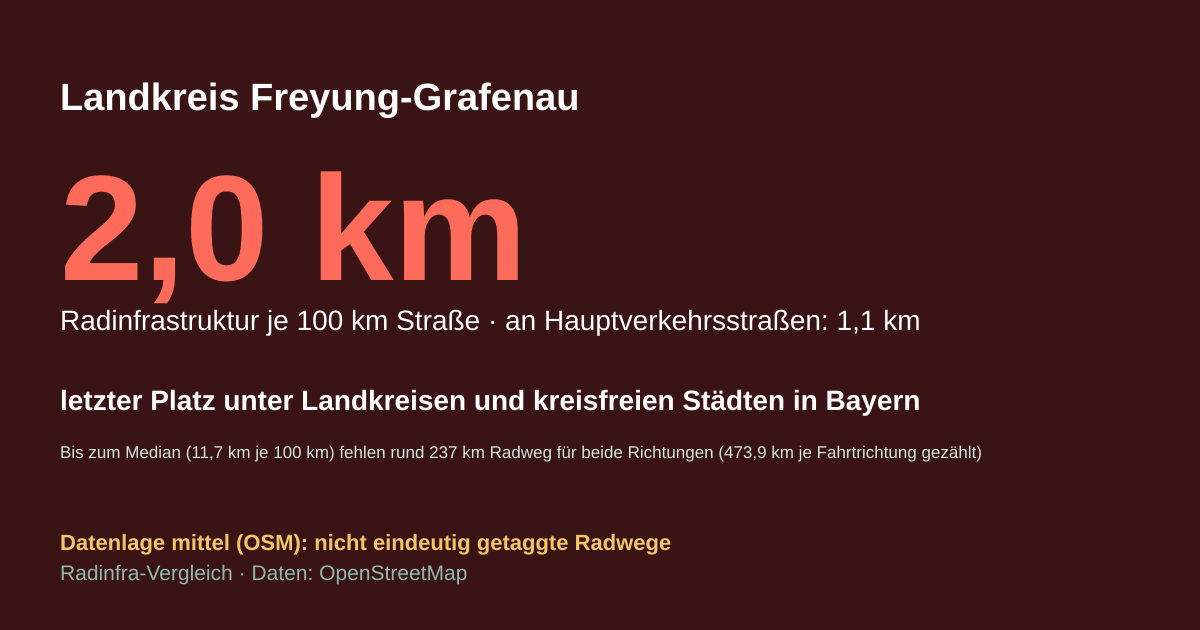 Landkreis Freyung-Grafenau
2,0 km
Radinfrastruktur je 100 km Straße · an Hauptverkehrsstraßen: 1,1 km
letzter Platz unter Landkreisen und kreisfreien Städten in Bayern
Bis zum Median (11,7 km je 100 km) fehlen rund 237 km Radweg für beide Richtungen (473,9 km je Fahrtrichtung gezählt)
Datenlage mittel (OSM): nicht eindeutig getaggte Radwege
Radinfra-Vergleich · Daten: OpenStreetMap